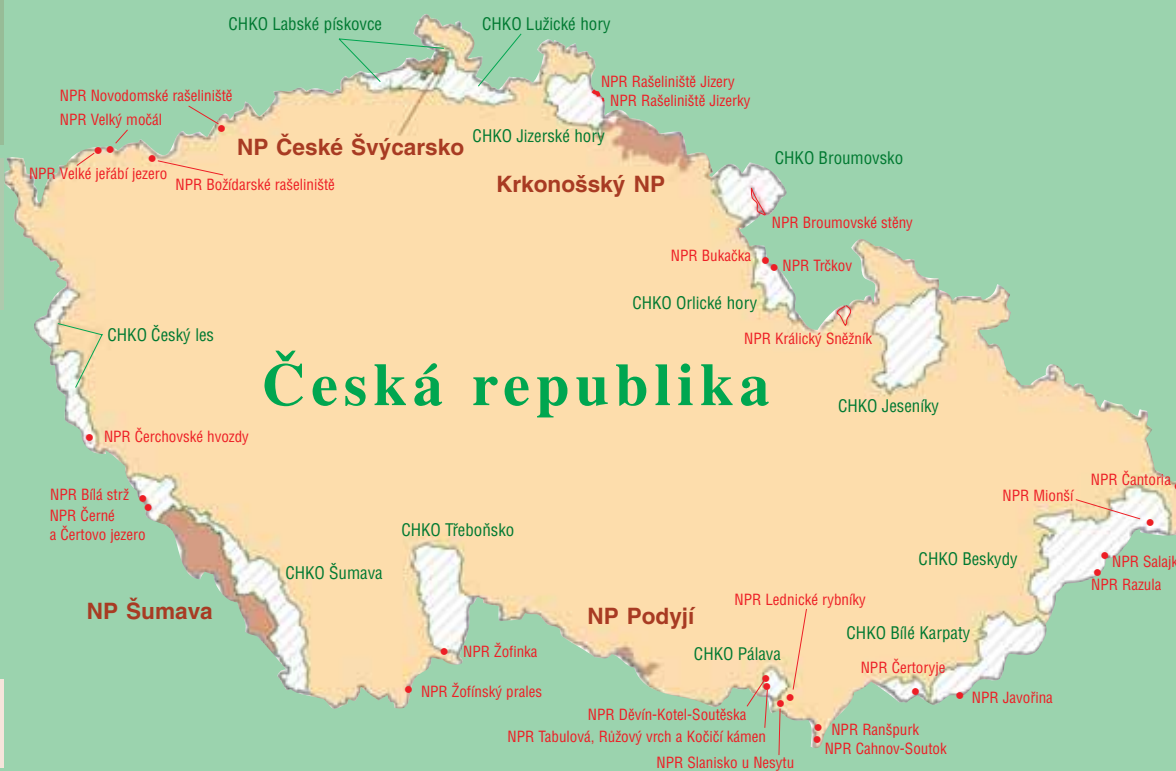 CHKO Labské pískovce
CHKO Lužické hory
NPR Rašeliniště Jizery
NPR Rašeliniště Jizerky
NPR Novodomské rašeliniště
NPR Velký močál
NP České Švýcarsko
CHKO Jizerské hory
CHKO Broumovsko
NPR Velké jeřábí jezero
NPR Božídarské rašeliniště
Krkonošský NP
NPR Broumovské stěny
NPR Bukačka
NPR Trčkov
CHKO Orlické hory
CHKO Český les
NPR Králický Sněžník
Česká republika
CHKO Jeseníky
NPR Čerchovské hvozdy
NPR Čantoria
NPR Bílá strž
NPR Mionší
NPR Černé
a Čertovo jezero
CHKO Třeboňsko
CHKO Beskydy
NPR Salajk
CHKO Šumava
NPR Razula
NP Šumava
NP Podyjí
NPR Lednické rybníky
CHKO Bílé Karpaty
NPR Žofinka
CHKO Pálava
NPR Čertoryje
NPR Žofínský prales
NPR Javořina
NPR Děvín-Kotel-Soutěska
NPR Tabulová, Růžový vrch a Kočičí kámen
NPR Ranšpurk
NPR Cahnov-Soutok
NPR Slanisko u Nesytu